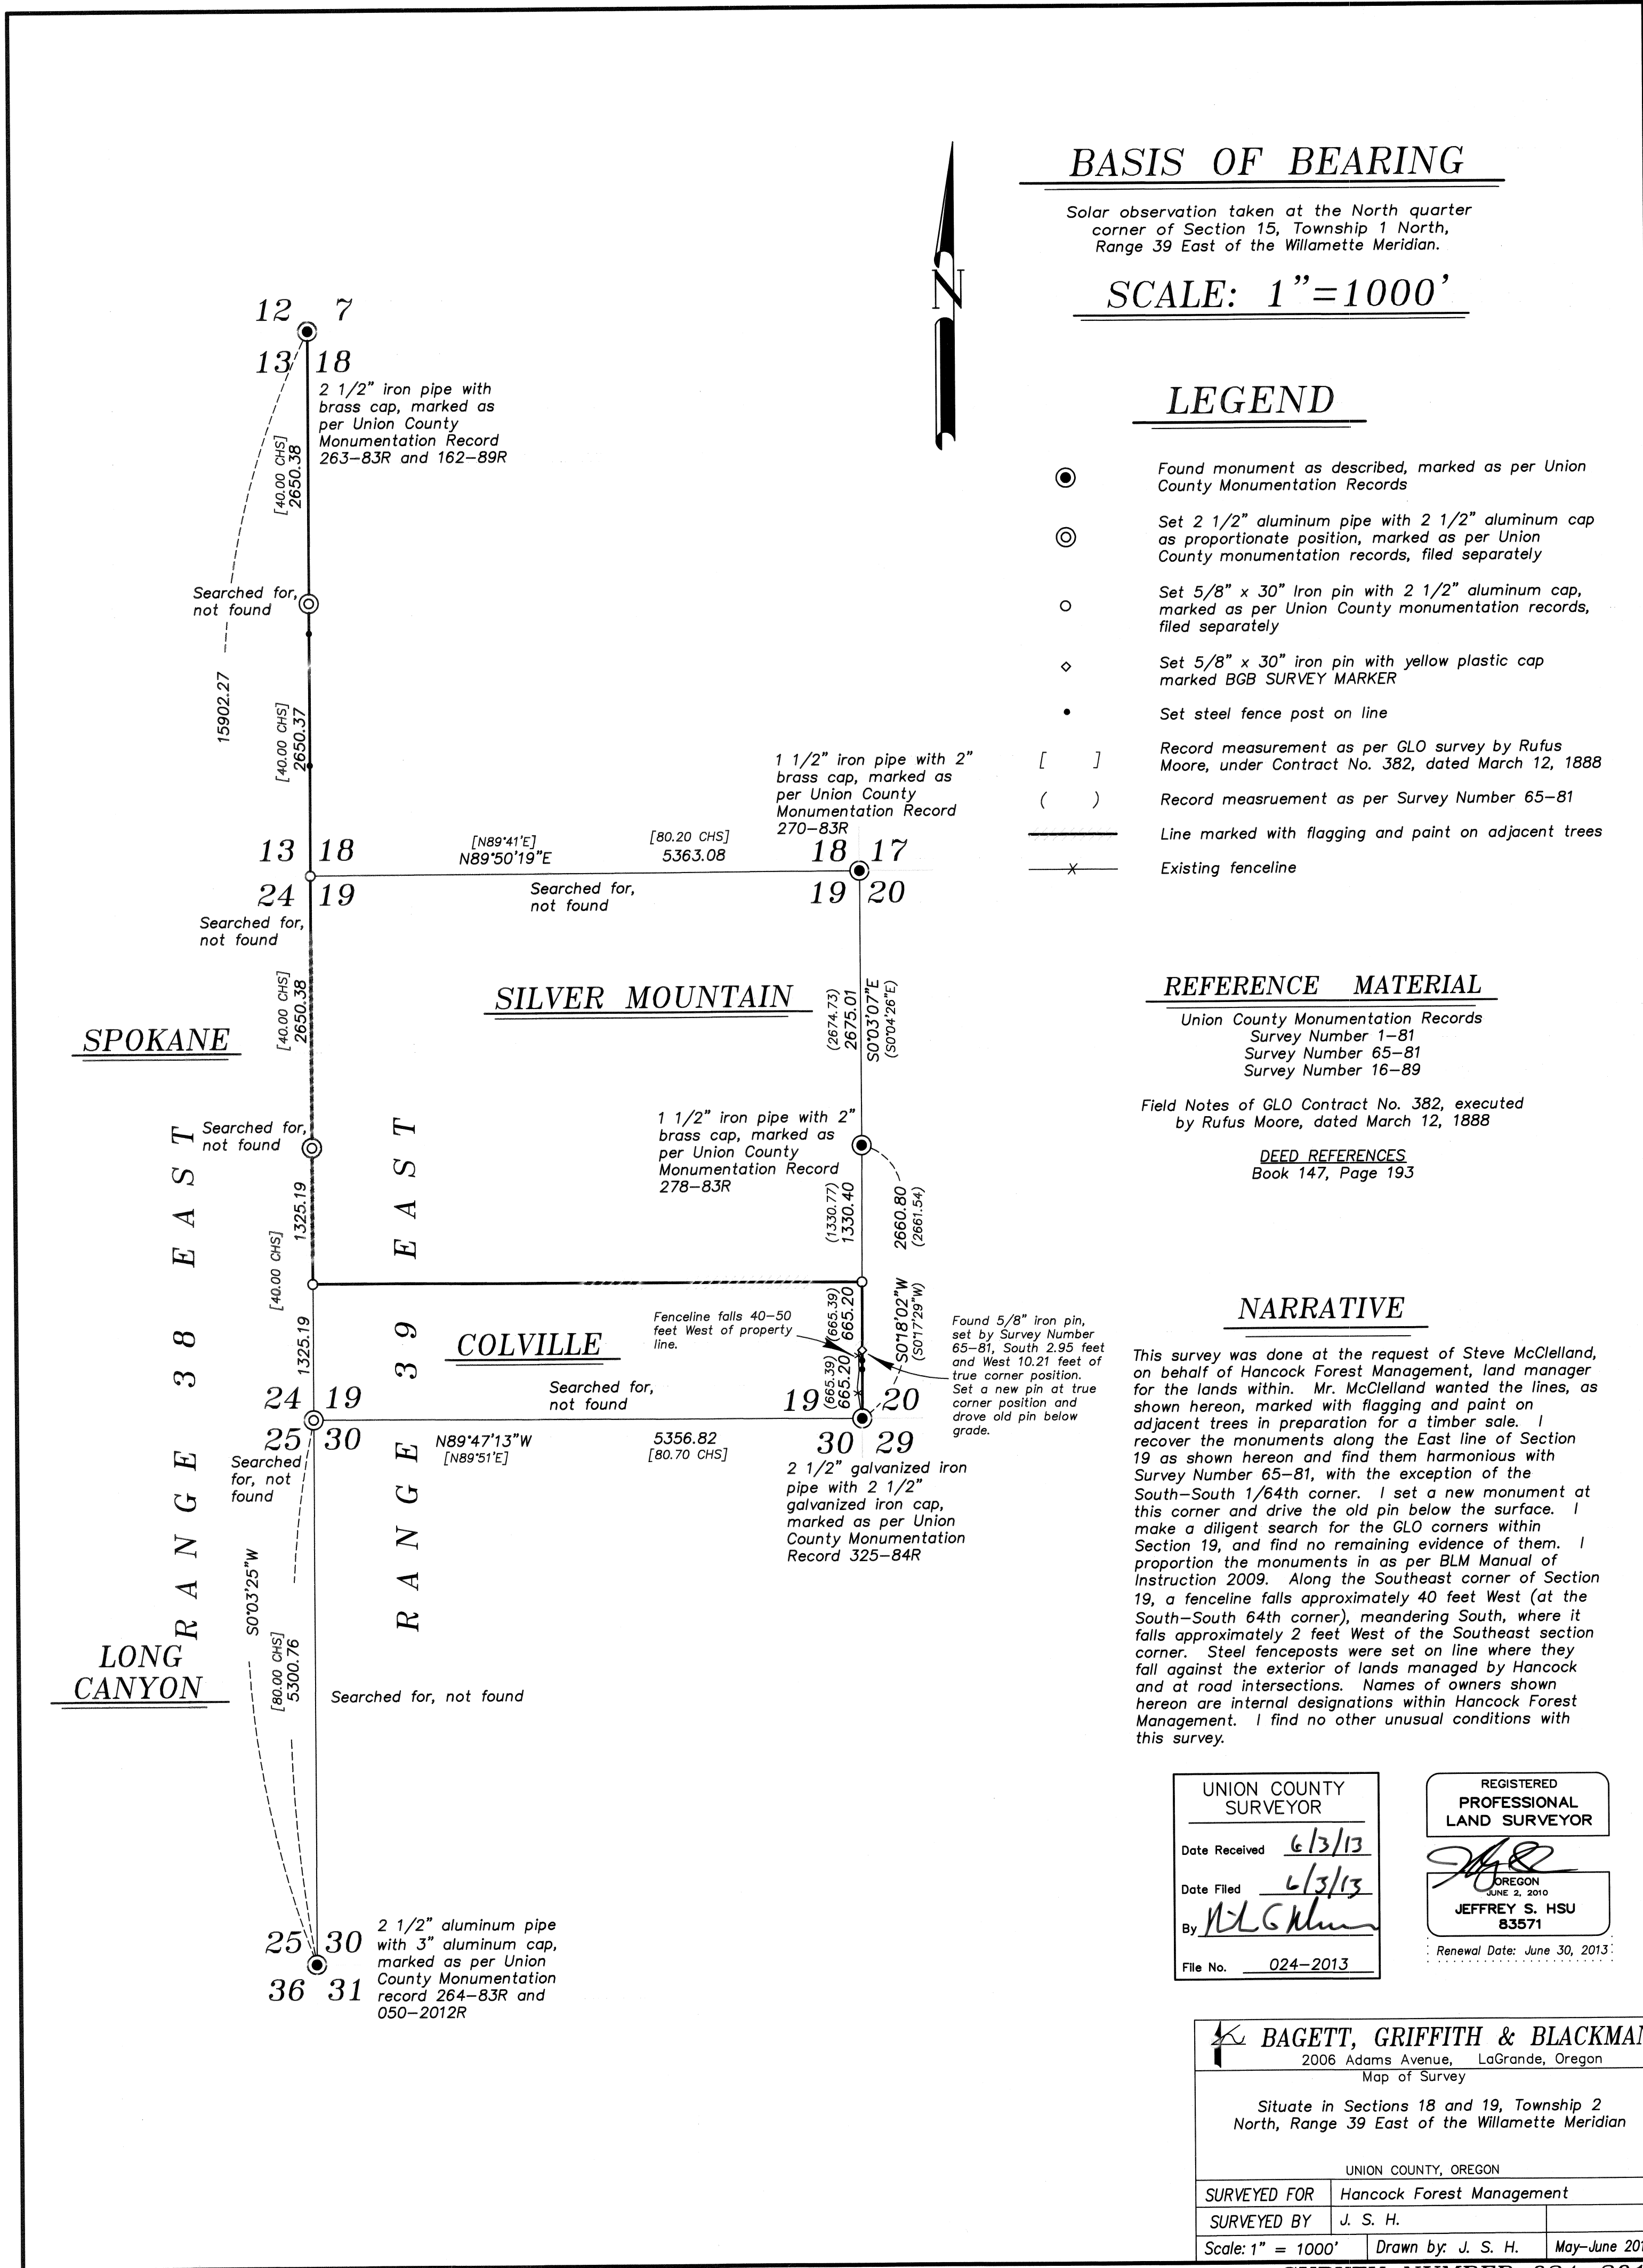 BASIS OF BEARING
Solar observation taken at the North quarter
corner of Section 15, Township 1 North,
Range 39 East of the Willamette Meridian.
SCALE: 1"=1000'
N
LEGEND
Found monument as described, marked as per Union
County Monumentation Records
Set 2 1/2" aluminum pipe with 2 1/2" aluminum cap
as proportionate position, marked as per Union
County monumentation records, filed separately
Set 5/8" x 30" Iron pin with 2 1/2" aluminum cap,
marked as per Union County monumentation records,
filed separately
Set 5/8" x 30" iron pin with yellow plastic cap
marked BGB SURVEY MARKER
Set steel fence post on line
[ ] Record measurement as per GLO survey by Rufus
Moore, under Contract No. 382, dated March 12, 1888
( ) Record measruement as per Survey Number 65-81
Line marked with flagging and paint on adjacent trees
x Existing fenceline
REFERENCE MATERIAL
Union County Monumentation Records
Survey Number 1-81
Survey Number 65-81
Survey Number 16-89
Field Notes of GLO Contract No. 382, executed
by Rufus Moore, dated March 12, 1888
DEED REFERENCES
Book 147, Page 193
NARRATIVE
This survey was done at the request of Steve McClelland,
on behalf of Hancock Forest Management, land manager
for the lands within. Mr. McClelland wanted the lines, as
shown hereon, marked with flagging and paint on
adjacent trees in preparation for a timber sale. I
recover the monuments along the East line of Section
19 as shown hereon and find them harmonious with
Survey Number 65-81, with the exception of the
South-South 1/64th corner. I set a new monument at
this corner and drive the old pin below the surface. I
make a diligent search for the GLO corners within
Section 19, and find no remaining evidence of them. I
proportion the monuments in as per BLM Manual of
Instruction 2009. Along the Southeast corner of Section
19, a fenceline falls approximately 40 feet West (at the
South-South 64th corner), meandering South, where it
falls approximately 2 feet West of the Southeast section
corner. Steel fenceposts were set on line where they
fall against the exterior of lands managed by Hancock
and at road intersections. Names of owners shown
hereon are internal designations within Hancock Forest
Management. I find no other unusual conditions with
this survey.
12 7
13 18
2 1/2" iron pipe with
brass cap, marked as
per Union County
Monumentation Record
263-83R and 162-89R
[40.00 CHS]
2650.38
Searched for,
not found
15902.27
[40.00 CHS]
2650.37
1 1/2" iron pipe with 2"
brass cap, marked as
per Union County
Monumentation Record
270-83R
13 18
[N89°41'E]
N89°50'19"E
[80.20 CHS]
5363.08
18 17
24 19
Searched for,
not found
19 20
Searched for,
not found
[40.00 CHS]
2650.38
SILVER MOUNTAIN
(2674.73)
2675.01
S0°03'07"E
(S0°04'26"E)
SPOKANE
Searched for,
not found
1 1/2" iron pipe with 2"
brass cap, marked as
per Union County
Monumentation Record
278-83R
1325.19
[40.00 CHS]
1325.19
(1330.77)
1330.40
2660.80
(2661.54)
S0°18'02"W
(S0°17'29"W)
RANGE 38 EAST
RANGE 39 EAST
COLVILLE
Fenceline falls 40-50
feet West of property
line.
(665.39)
665.20
(665.39)
665.20
Found 5/8" iron pin,
set by Survey Number
65-81, South 2.95 feet
and West 10.21 feet of
true corner position.
Set a new pin at true
corner position and
drove old pin below
grade.
24 19
Searched for,
not found
19 20
25 30
N89°47'13"W
[N89°51'E]
5356.82
[80.70 CHS]
30 29
Searched
for, not
found
2 1/2" galvanized iron
pipe with 2 1/2"
galvanized iron cap,
marked as per Union
County Monumentation
Record 325-84R
S0°03'25"W
[80.00 CHS]
5300.76
LONG
CANYON
Searched for, not found
25 30
36 31
2 1/2" aluminum pipe
with 3" aluminum cap,
marked as per Union
County Monumentation
record 264-83R and
050-2012R
UNION COUNTY
SURVEYOR
Date Received 6/3/13
Date Filed 6/3/13
By
File No. 024-2013
REGISTERED
PROFESSIONAL
LAND SURVEYOR
OREGON
JUNE 2, 2010
JEFFREY S. HSU
83571
Renewal Date: June 30, 2013
BAGETT, GRIFFITH & BLACKMAN
2006 Adams Avenue, LaGrande, Oregon
Map of Survey
Situate in Sections 18 and 19, Township 2
North, Range 39 East of the Willamette Meridian
UNION COUNTY, OREGON
SURVEYED FOR Hancock Forest Management
SURVEYED BY J. S. H.
Scale: 1" = 1000' Drawn by: J. S. H. May-June 201